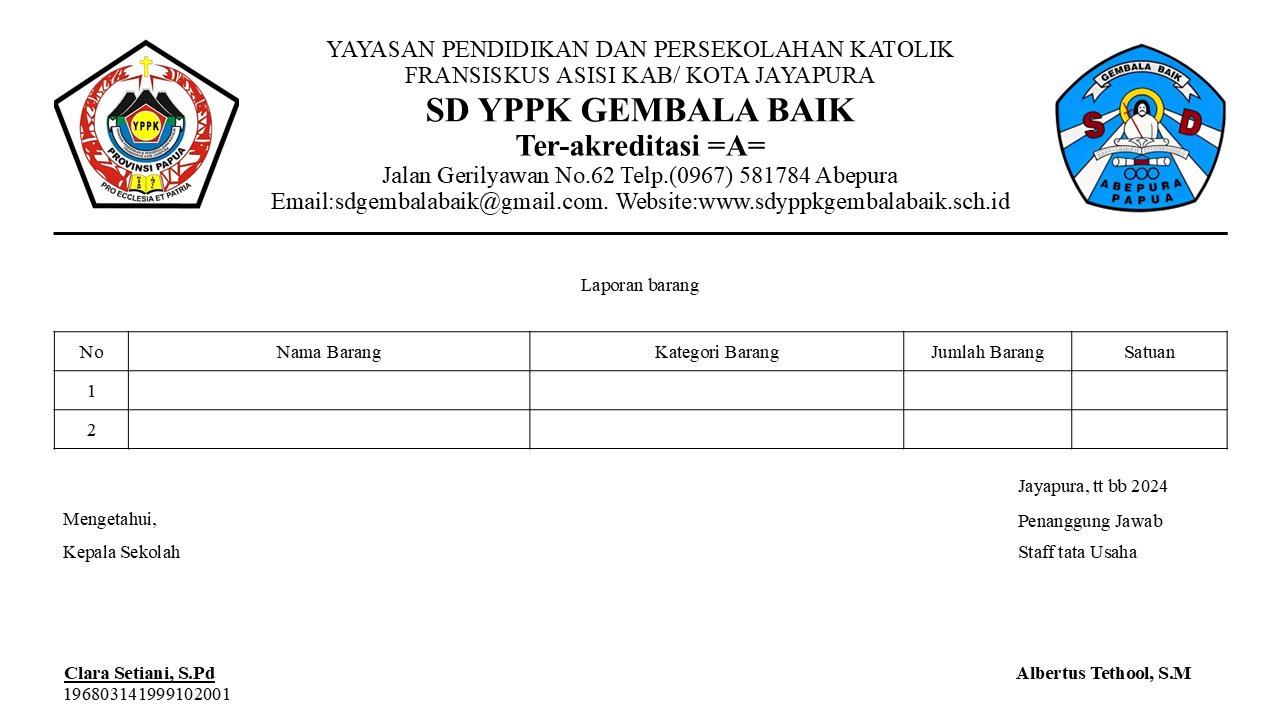 YAYASAN PENDIDIKAN DAN PERSEKOLAHAN KATOLIK
FRANSISKUS ASISI KAB/ KOTA JAYAPURA
SD YPPK GEMBALA BAIK
Ter-akreditasi =A=
Jalan Gerilyawan No.62 Telp.(0967) 581784 Abepura
Email:sdgembalabaik@gmail.com. Website:www.sdyppkgembalabaik.sch.id
YPPK
PROVINSI PAPUA
PRO ECCLESIA ET PATRIA
GEMBALA BAIK
S D
ABEPURA
PAPUA
Laporan barang
No Nama Barang Kategori Barang Jumlah Barang Satuan
1
2
Jayapura, tt bb 2024
Mengetahui, Penanggung Jawab
Kepala Sekolah Staff tata Usaha
Clara Setiani, S.Pd Albertus Tethool, S.M
196803141999102001